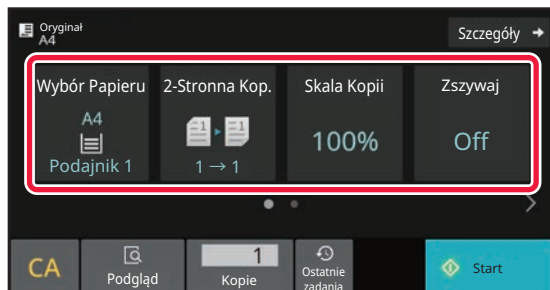 Oryginał
A4
Szczegóły
Wybór Papieru
2-Stronna Kop.
Skala Kopii
Zszywaj
A4
Podajnik 1
1 → 1
100%
Off
CA
Podgląd
1
Kopie
Ostatnie
zadania
Start